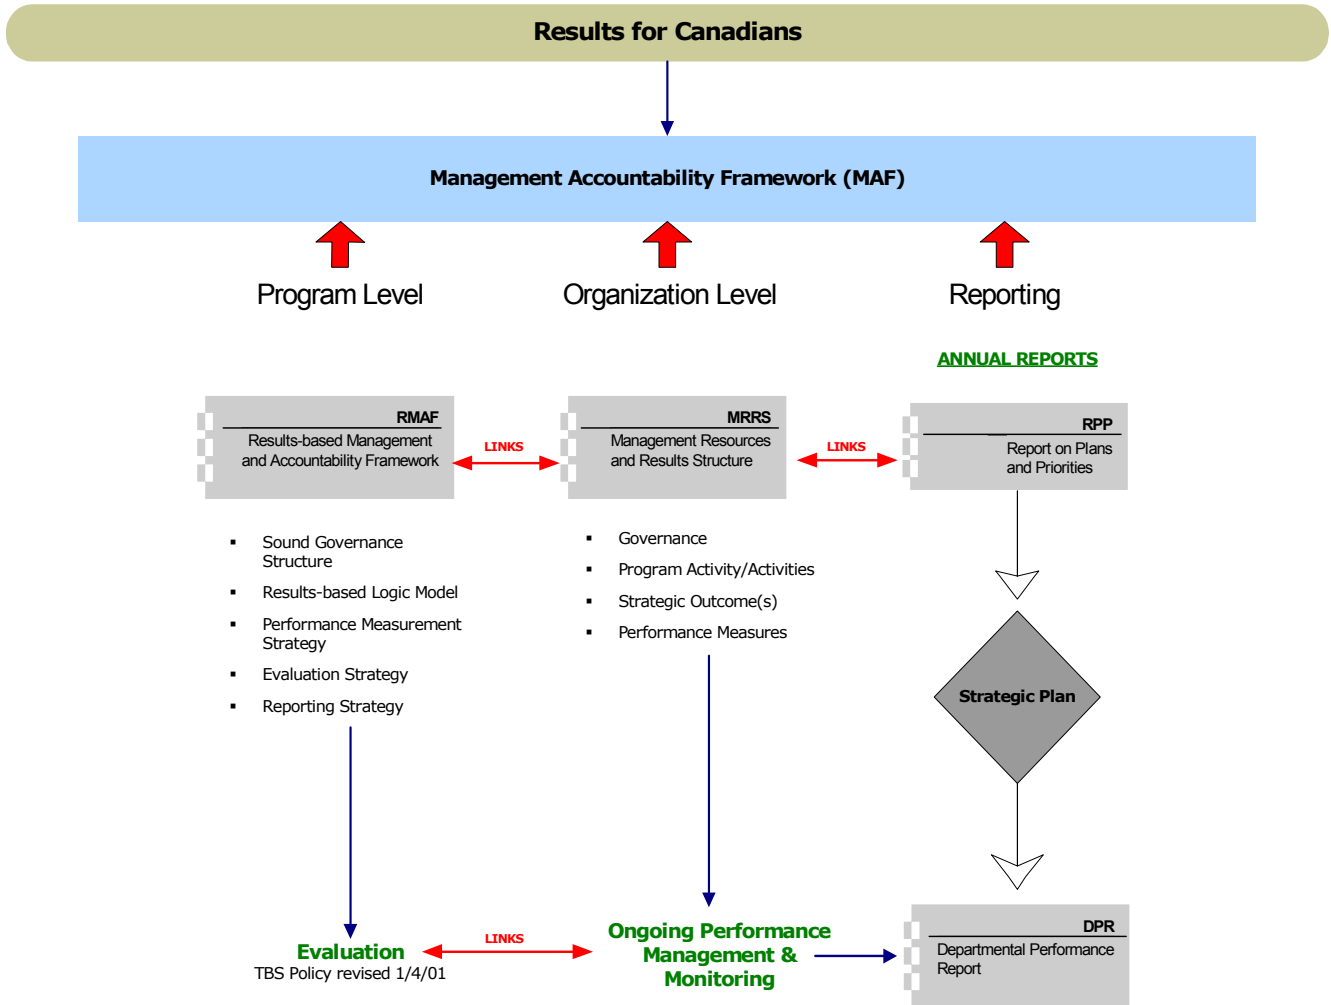 Results for Canadians
Management Accountability Framework (MAF)
Program Level
Organization Level
Reporting
ANNUAL REPORTS
RMAF
Results-based Management
and Accountability Framework
LINKS
MRRS
Management Resources
and Results Structure
LINKS
RPP
Report on Plans
and Priorities
▪ Sound Governance
Structure
▪ Results-based Logic Model
▪ Performance Measurement
Strategy
▪ Evaluation Strategy
▪ Reporting Strategy
▪ Governance
▪ Program Activity/Activities
▪ Strategic Outcome(s)
▪ Performance Measures
Strategic Plan
Evaluation
TBS Policy revised 1/4/01
LINKS
Ongoing Performance
Management &
Monitoring
DPR
Departmental Performance
Report